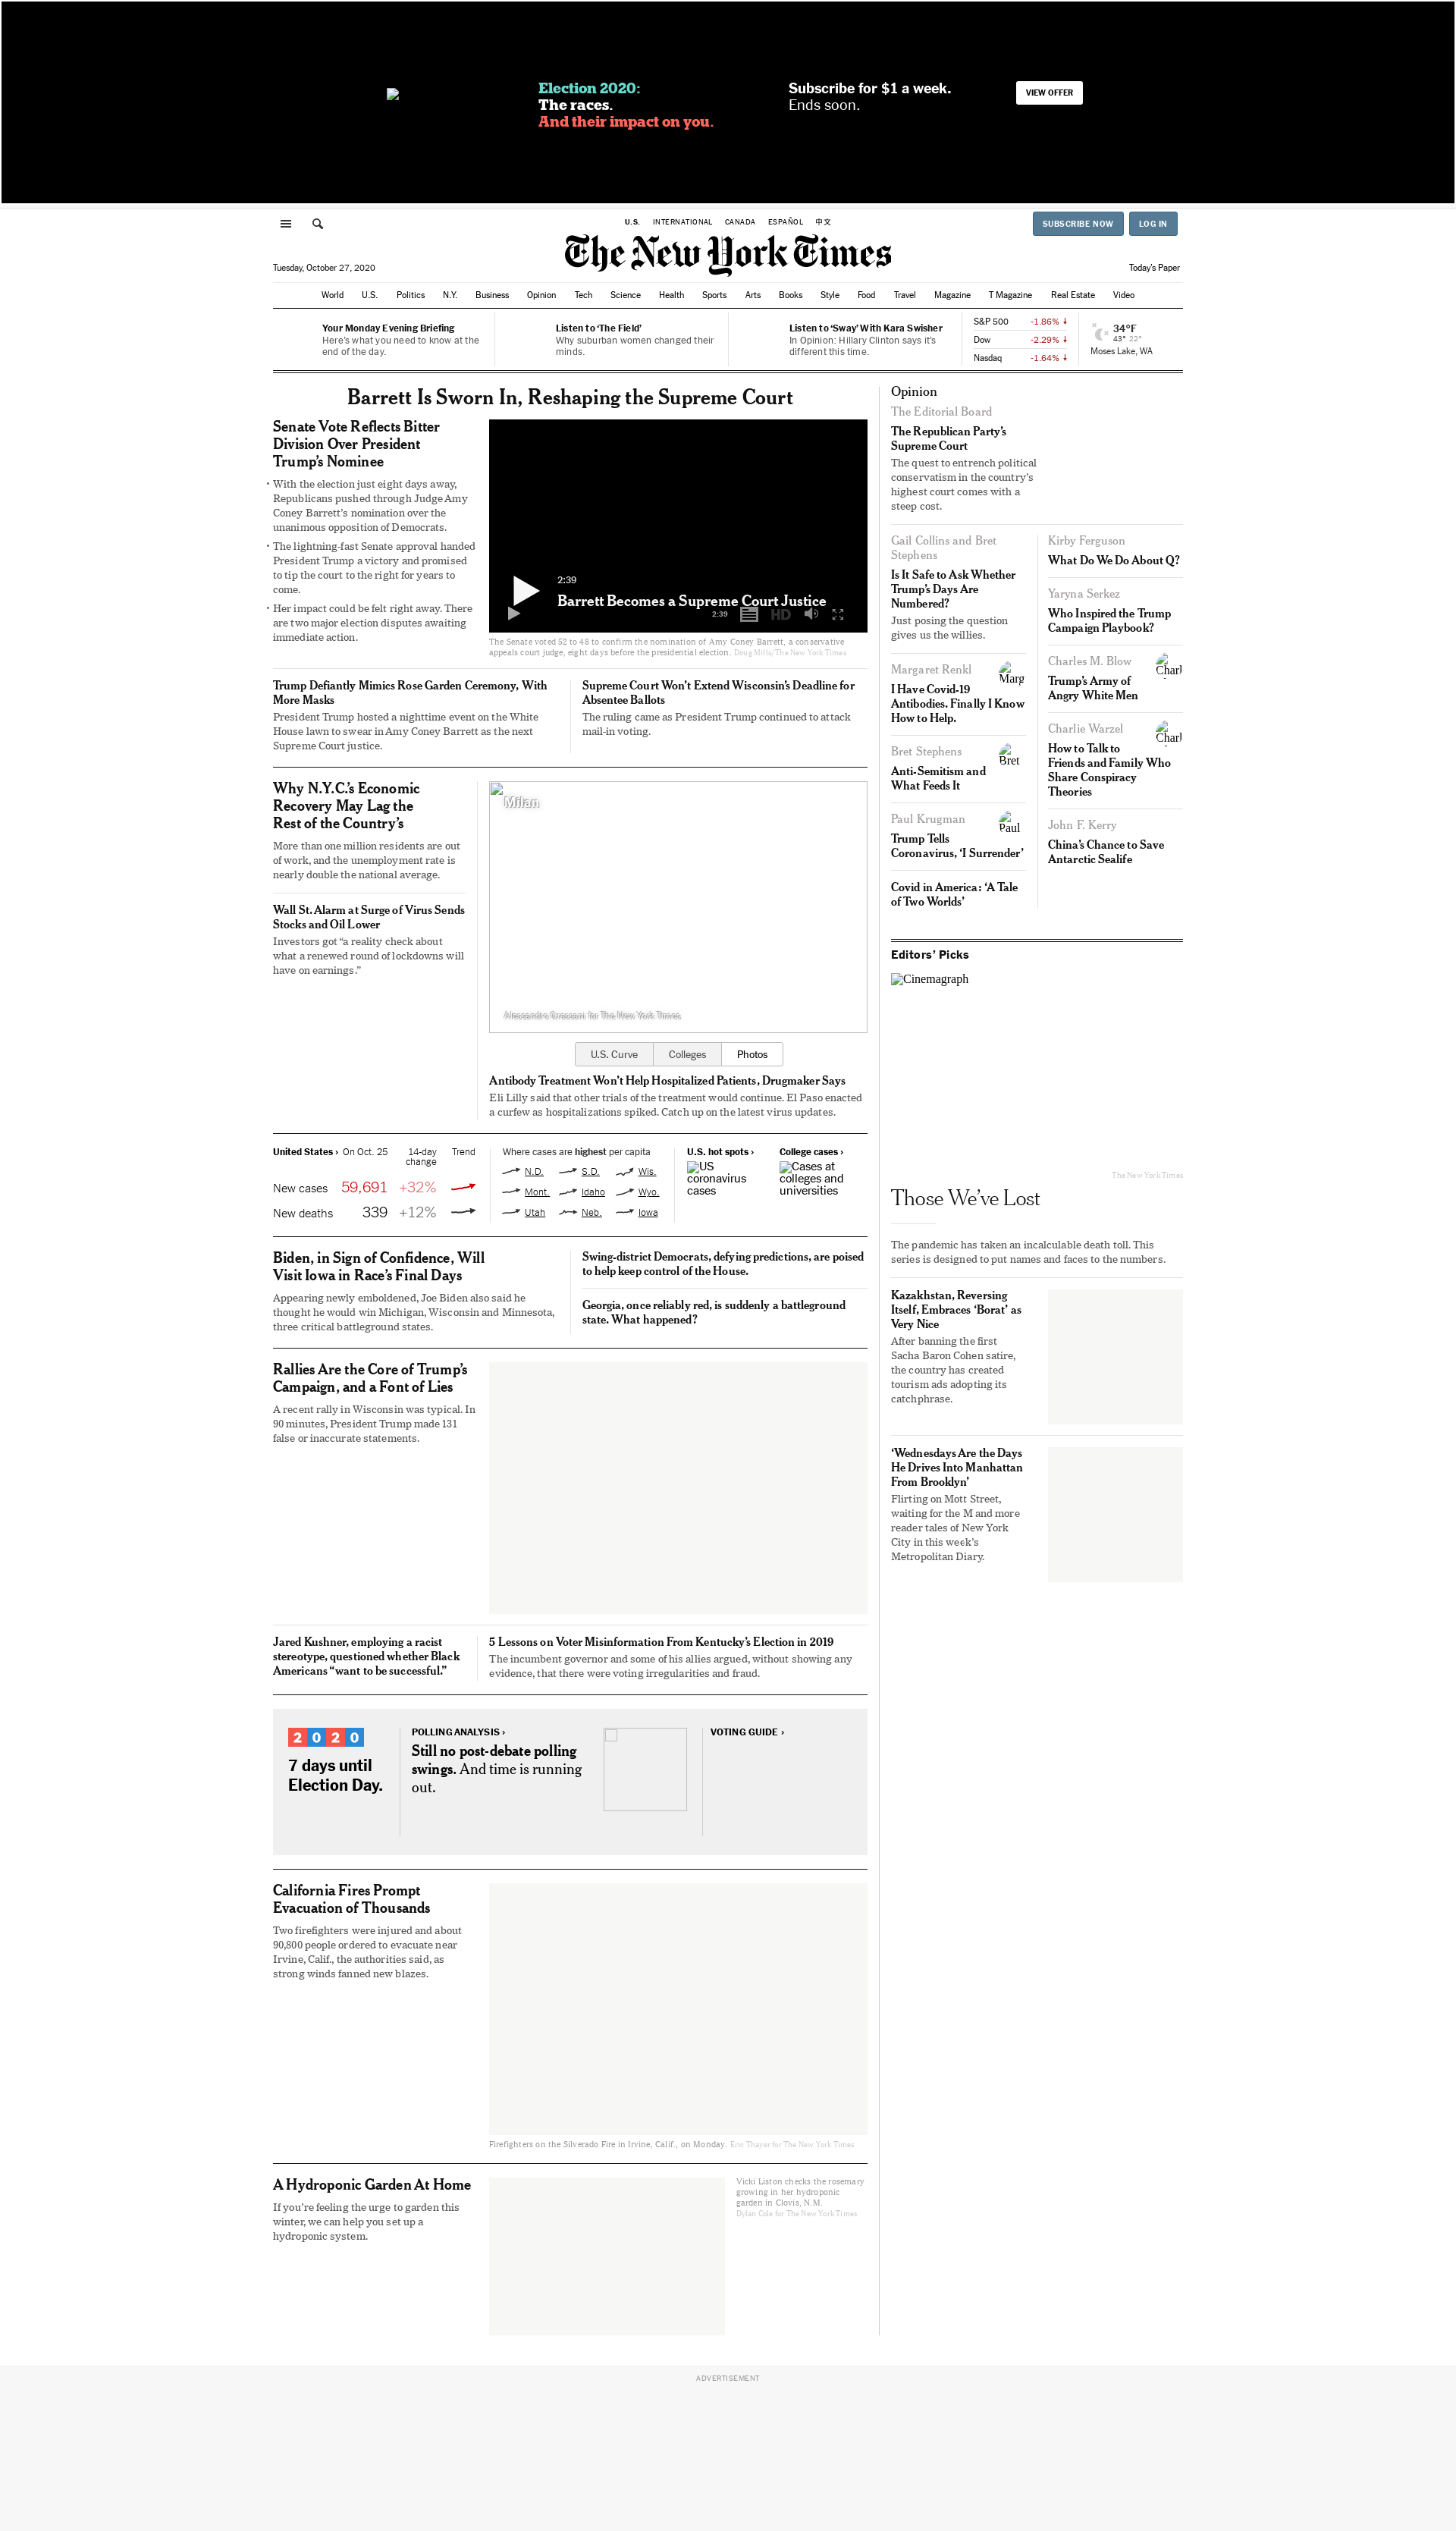 Election 2020:
The races.
And their impact on you.
Subscribe for $1 a week.
Ends soon.
VIEW OFFER
U.S. INTERNATIONAL CANADA ESPAÑOL 中文
SUBSCRIBE NOW LOG IN
The New York Times
Tuesday, October 27, 2020
Today's Paper
World U.S. Politics N.Y. Business Opinion Tech Science Health Sports Arts Books Style Food Travel Magazine T Magazine Real Estate Video
Your Monday Evening Briefing
Here's what you need to know at the
end of the day.
Listen to 'The Field'
Why suburban women changed their
minds.
Listen to 'Sway' With Kara Swisher
In Opinion: Hillary Clinton says it's
different this time.
S&P 500 -1.86%
Dow -2.29%
Nasdaq -1.64%
34°F
43° 22°
Moses Lake, WA
Barrett Is Sworn In, Reshaping the Supreme Court
Senate Vote Reflects Bitter
Division Over President
Trump's Nominee
• With the election just eight days away,
Republicans pushed through Judge Amy
Coney Barrett's nomination over the
unanimous opposition of Democrats.
• The lightning-fast Senate approval handed
President Trump a victory and promised
to tip the court to the right for years to
come.
• Her impact could be felt right away. There
are two major election disputes awaiting
immediate action.
2:39
Barrett Becomes a Supreme Court Justice
2:39 HD
The Senate voted 52 to 48 to confirm the nomination of Amy Coney Barrett, a conservative
appeals court judge, eight days before the presidential election. Doug Mills/The New York Times
Trump Defiantly Mimics Rose Garden Ceremony, With
More Masks
President Trump hosted a nighttime event on the White
House lawn to swear in Amy Coney Barrett as the next
Supreme Court justice.
Supreme Court Won't Extend Wisconsin's Deadline for
Absentee Ballots
The ruling came as President Trump continued to attack
mail-in voting.
Why N.Y.C.'s Economic
Recovery May Lag the
Rest of the Country's
More than one million residents are out
of work, and the unemployment rate is
nearly double the national average.
Wall St. Alarm at Surge of Virus Sends
Stocks and Oil Lower
Investors got "a reality check about
what a renewed round of lockdowns will
have on earnings."
Milan
Alessandro Grassani for The New York Times
U.S. Curve Colleges Photos
Antibody Treatment Won't Help Hospitalized Patients, Drugmaker Says
Eli Lilly said that other trials of the treatment would continue. El Paso enacted
a curfew as hospitalizations spiked. Catch up on the latest virus updates.
United States › On Oct. 25 14-day
change Trend
New cases 59,691 +32%
New deaths 339 +12%
Where cases are highest per capita
N.D. S.D. Wis.
Mont. Idaho Wyo.
Utah Neb. Iowa
U.S. hot spots ›
US
coronavirus
cases
College cases ›
Cases at
colleges and
universities
Biden, in Sign of Confidence, Will
Visit Iowa in Race's Final Days
Appearing newly emboldened, Joe Biden also said he
thought he would win Michigan, Wisconsin and Minnesota,
three critical battleground states.
Swing-district Democrats, defying predictions, are poised
to help keep control of the House.
Georgia, once reliably red, is suddenly a battleground
state. What happened?
Rallies Are the Core of Trump's
Campaign, and a Font of Lies
A recent rally in Wisconsin was typical. In
90 minutes, President Trump made 131
false or inaccurate statements.
Jared Kushner, employing a racist
stereotype, questioned whether Black
Americans "want to be successful."
5 Lessons on Voter Misinformation From Kentucky's Election in 2019
The incumbent governor and some of his allies argued, without showing any
evidence, that there were voting irregularities and fraud.
2020
7 days until
Election Day.
POLLING ANALYSIS ›
Still no post-debate polling
swings. And time is running
out.
VOTING GUIDE ›
California Fires Prompt
Evacuation of Thousands
Two firefighters were injured and about
90,800 people ordered to evacuate near
Irvine, Calif., the authorities said, as
strong winds fanned new blazes.
Firefighters on the Silverado Fire in Irvine, Calif., on Monday. Eric Thayer for The New York Times
A Hydroponic Garden At Home
If you're feeling the urge to garden this
winter, we can help you set up a
hydroponic system.
Vicki Liston checks the rosemary
growing in her hydroponic
garden in Clovis, N.M.
Dylan Cole for The New York Times
Opinion
The Editorial Board
The Republican Party's
Supreme Court
The quest to entrench political
conservatism in the country's
highest court comes with a
steep cost.
Gail Collins and Bret
Stephens
Is It Safe to Ask Whether
Trump's Days Are
Numbered?
Just posing the question
gives us the willies.
Margaret Renkl
Marg
I Have Covid-19
Antibodies. Finally I Know
How to Help.
Bret Stephens
Bret
Anti-Semitism and
What Feeds It
Paul Krugman
Paul
Trump Tells
Coronavirus, 'I Surrender'
Covid in America: 'A Tale
of Two Worlds'
Kirby Ferguson
What Do We Do About Q?
Yaryna Serkez
Who Inspired the Trump
Campaign Playbook?
Charles M. Blow
Charl
Trump's Army of
Angry White Men
Charlie Warzel
Charl
How to Talk to
Friends and Family Who
Share Conspiracy
Theories
John F. Kerry
China's Chance to Save
Antarctic Sealife
Editors' Picks
Cinemagraph
The New York Times
Those We've Lost
The pandemic has taken an incalculable death toll. This
series is designed to put names and faces to the numbers.
Kazakhstan, Reversing
Itself, Embraces 'Borat' as
Very Nice
After banning the first
Sacha Baron Cohen satire,
the country has created
tourism ads adopting its
catchphrase.
'Wednesdays Are the Days
He Drives Into Manhattan
From Brooklyn'
Flirting on Mott Street,
waiting for the M and more
reader tales of New York
City in this week's
Metropolitan Diary.
ADVERTISEMENT